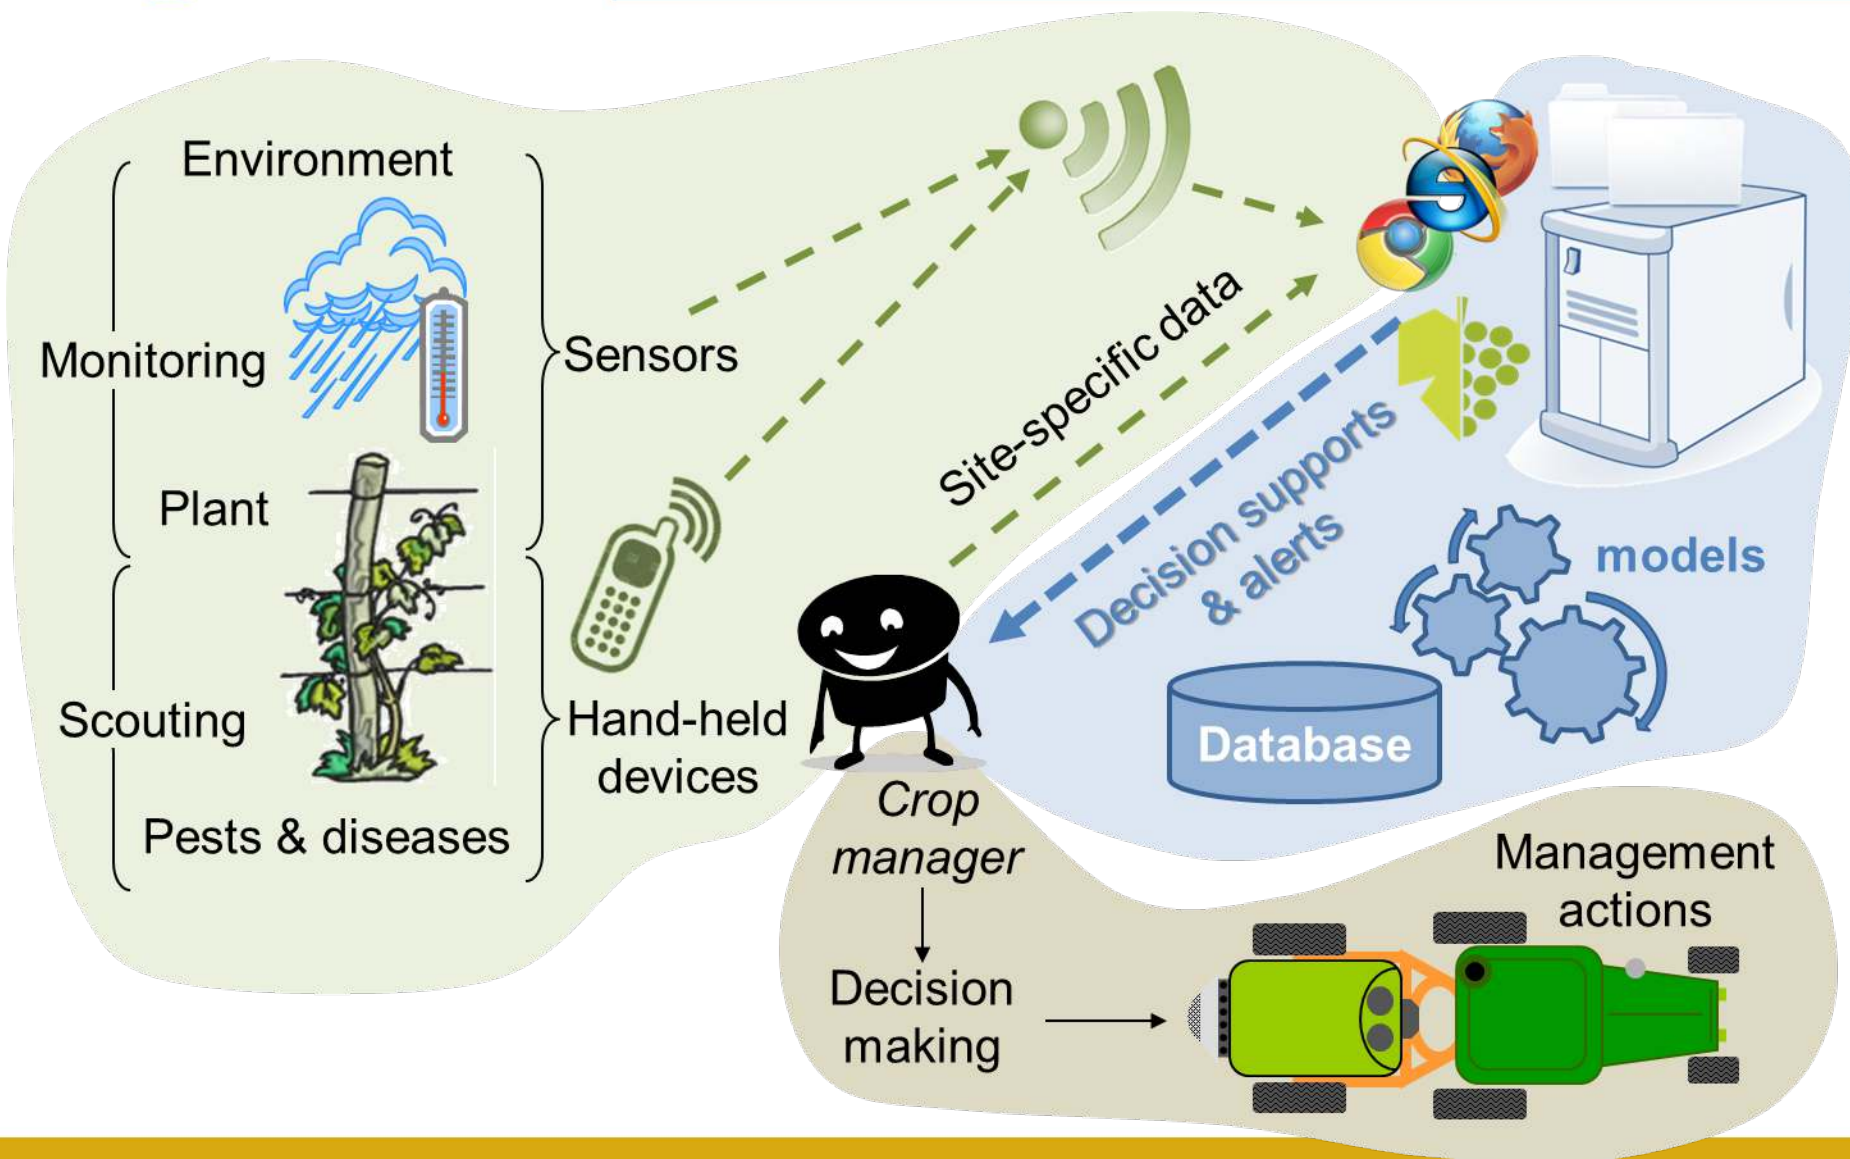 Environment
Monitoring
Sensors
Plant
Scouting
Hand-held
devices
Pests & diseases
Site-specific data
Decision supports
& alerts
models
Database
Crop
manager
Decision
making
Management
actions